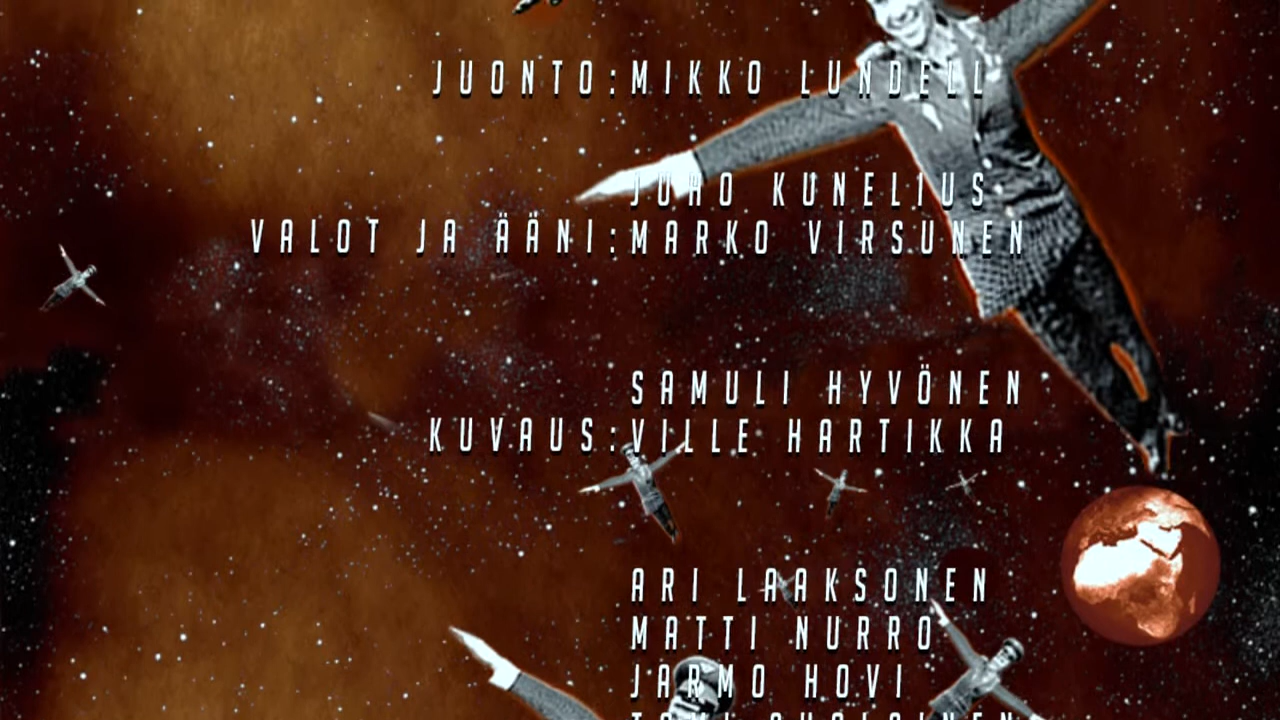 JUONTO:MIKKO LUNDELL
JUHO KUNELIUS
VALOT JA ÄÄNI:MARKO VIRSUNEN
SAMULI HYVÖNEN
KUVAUS:VILLE HARTIKKA
ARI LAAKSONEN
MATTI NURRO
JARMO HOVI